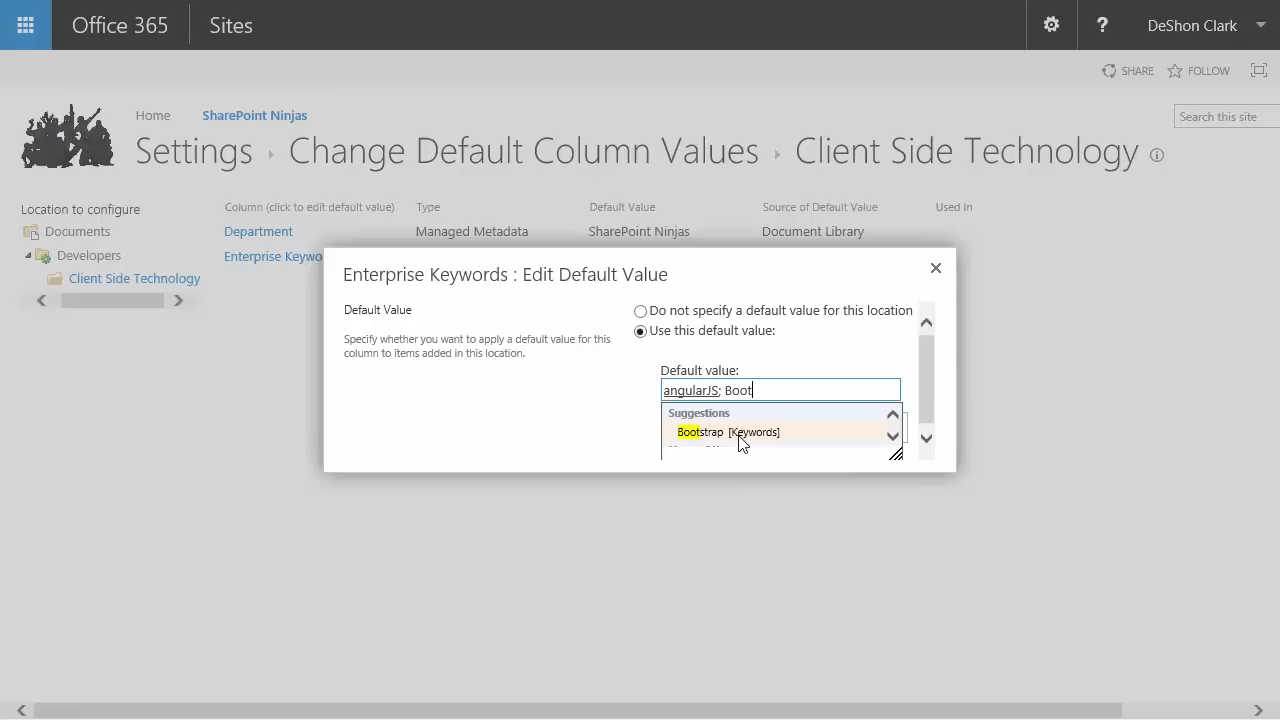 Office 365 Sites ? DeShon Clark
SHARE FOLLOW
Home SharePoint Ninjas Search this site
Settings Change Default Column Values Client Side Technology
Location to configure Column (click to edit default value) Type Default Value Source of Default Value Used In
Documents Department Managed Metadata SharePoint Ninjas Document Library
Developers Enterprise Keywo
Client Side Technology
Enterprise Keywords : Edit Default Value
Default Value
Specify whether you want to apply a default value for this
column to items added in this location.
Do not specify a default value for this location
Use this default value:
Default value:
angularJS; Boot
Suggestions
Bootstrap [Keywords]